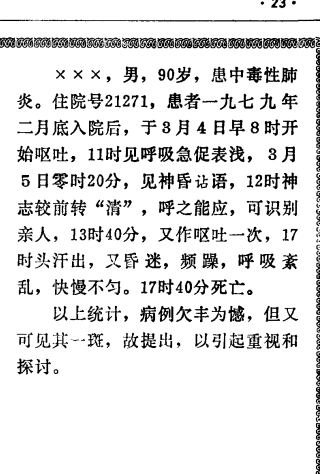 ·23·
×××，男，90岁，患中毒性肺
炎。住院号21271，患者一九七九年
二月底入院后，于3月4日早8时开
始呕吐，11时见呼吸急促表浅，3月
5日零时20分，见神昏谵语，12时神
志较前转“清”，呼之能应，可识别
亲人，13时40分，又作呕吐一次，17
时头汗出，又昏迷，频躁，呼吸紊
乱，快慢不匀。17时40分死亡。
以上统计，病例欠丰为憾，但又
可见其一斑，故提出，以引起重视和
探讨。